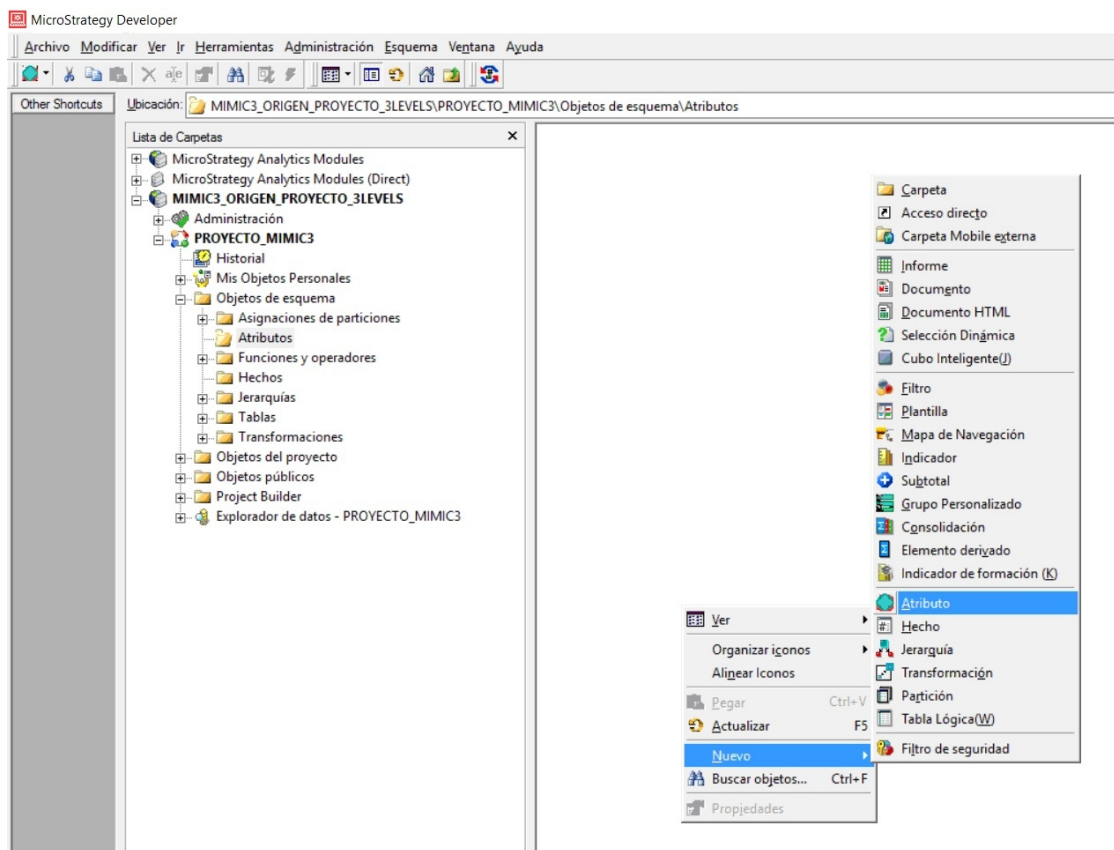 MicroStrategy Developer
Archivo Modificar Ver Ir Herramientas Administración Esquema Ventana Ayuda
Other Shortcuts
Ubicación: MIMIC3_ORIGEN_PROYECTO_3LEVELS\PROYECTO_MIMIC3\Objetos de esquema\Atributos
Lista de Carpetas
MicroStrategy Analytics Modules
MicroStrategy Analytics Modules (Direct)
MIMIC3_ORIGEN_PROYECTO_3LEVELS
Administración
PROYECTO_MIMIC3
Historial
Mis Objetos Personales
Objetos de esquema
Asignaciones de particiones
Atributos
Funciones y operadores
Hechos
Jerarquías
Tablas
Transformaciones
Objetos del proyecto
Objetos públicos
Project Builder
Explorador de datos - PROYECTO_MIMIC3
Ver
Organizar iconos
Alinear Iconos
Pegar Ctrl+V
Actualizar F5
Nuevo
Buscar objetos... Ctrl+F
Propiedades
Carpeta
Acceso directo
Carpeta Mobile externa
Informe
Documento
Documento HTML
Selección Dinámica
Cubo Inteligente(J)
Filtro
Plantilla
Mapa de Navegación
Indicador
Subtotal
Grupo Personalizado
Consolidación
Elemento derivado
Indicador de formación (K)
Atributo
Hecho
Jerarquía
Transformación
Partición
Tabla Lógica(W)
Filtro de seguridad